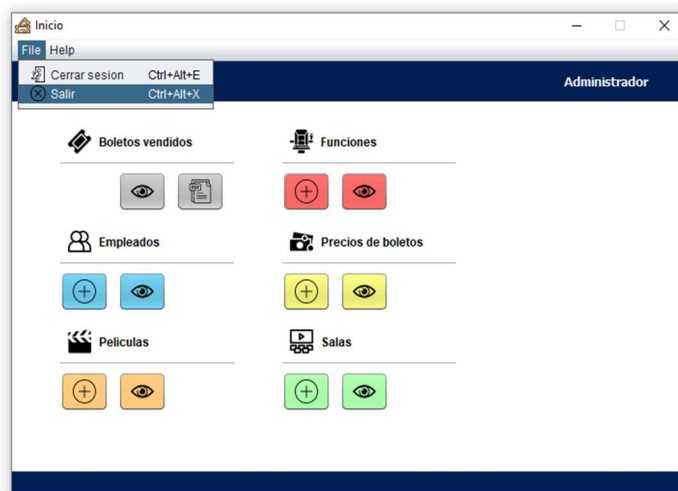 Inicio
File Help
Cerrar sesion Ctrl+Alt+E
Salir Ctrl+Alt+X
Administrador
Boletos vendidos
Funciones
Empleados
Precios de boletos
Peliculas
Salas